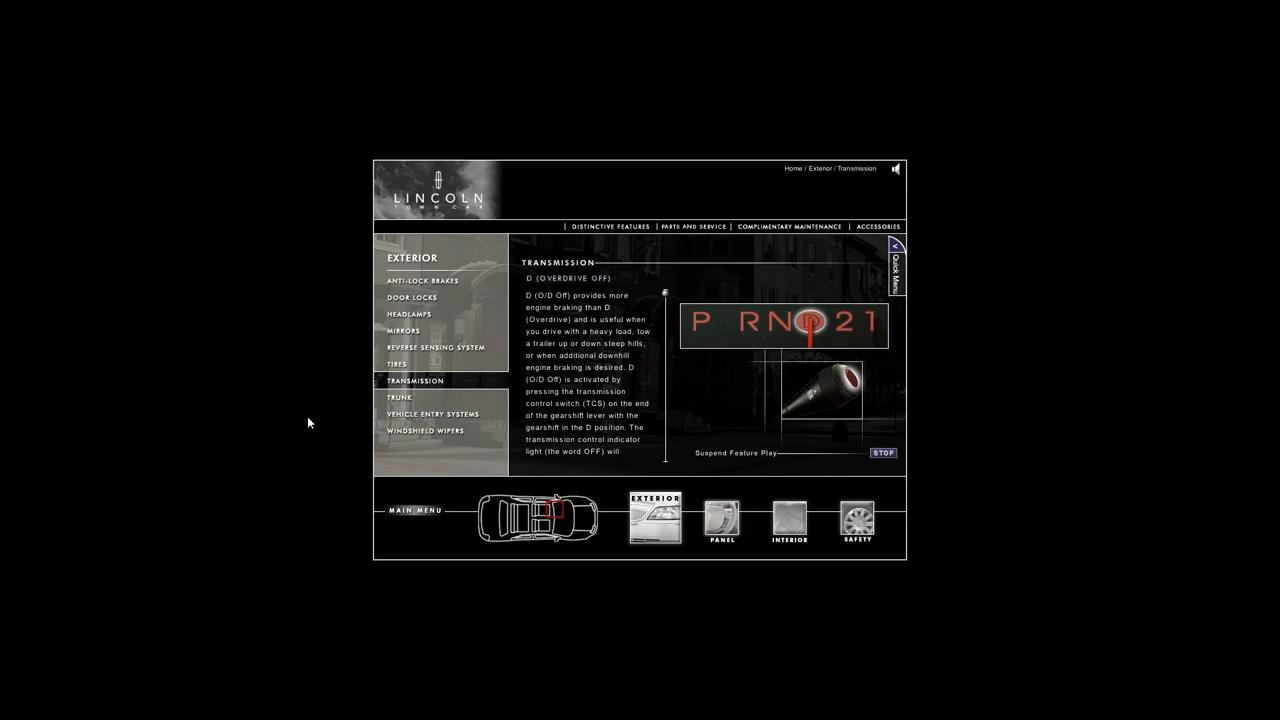 Home / Exterior / Transmission
LINCOLN
TOWN CAR
DISTINCTIVE FEATURES | PARTS AND SERVICE | COMPLIMENTARY MAINTENANCE | ACCESSORIES
EXTERIOR
ANTI-LOCK BRAKES
DOOR LOCKS
HEADLAMPS
MIRRORS
REVERSE SENSING SYSTEM
TIRES
TRANSMISSION
TRUNK
VEHICLE ENTRY SYSTEMS
WINDSHIELD WIPERS
TRANSMISSION
D (OVERDRIVE OFF)
D (O/D Off) provides more
engine braking than D
(Overdrive) and is useful when
you drive with a heavy load, tow
a trailer up or down steep hills,
or when additional downhill
engine braking is desired. D
(O/D Off) is activated by
pressing the transmission
control switch (TCS) on the end
of the gearshift lever with the
gearshift in the D position. The
transmission control indicator
light (the word OFF) will
P RND21
Suspend Feature Play
STOP
< Quick Menu
MAIN MENU
EXTERIOR
PANEL
INTERIOR
SAFETY